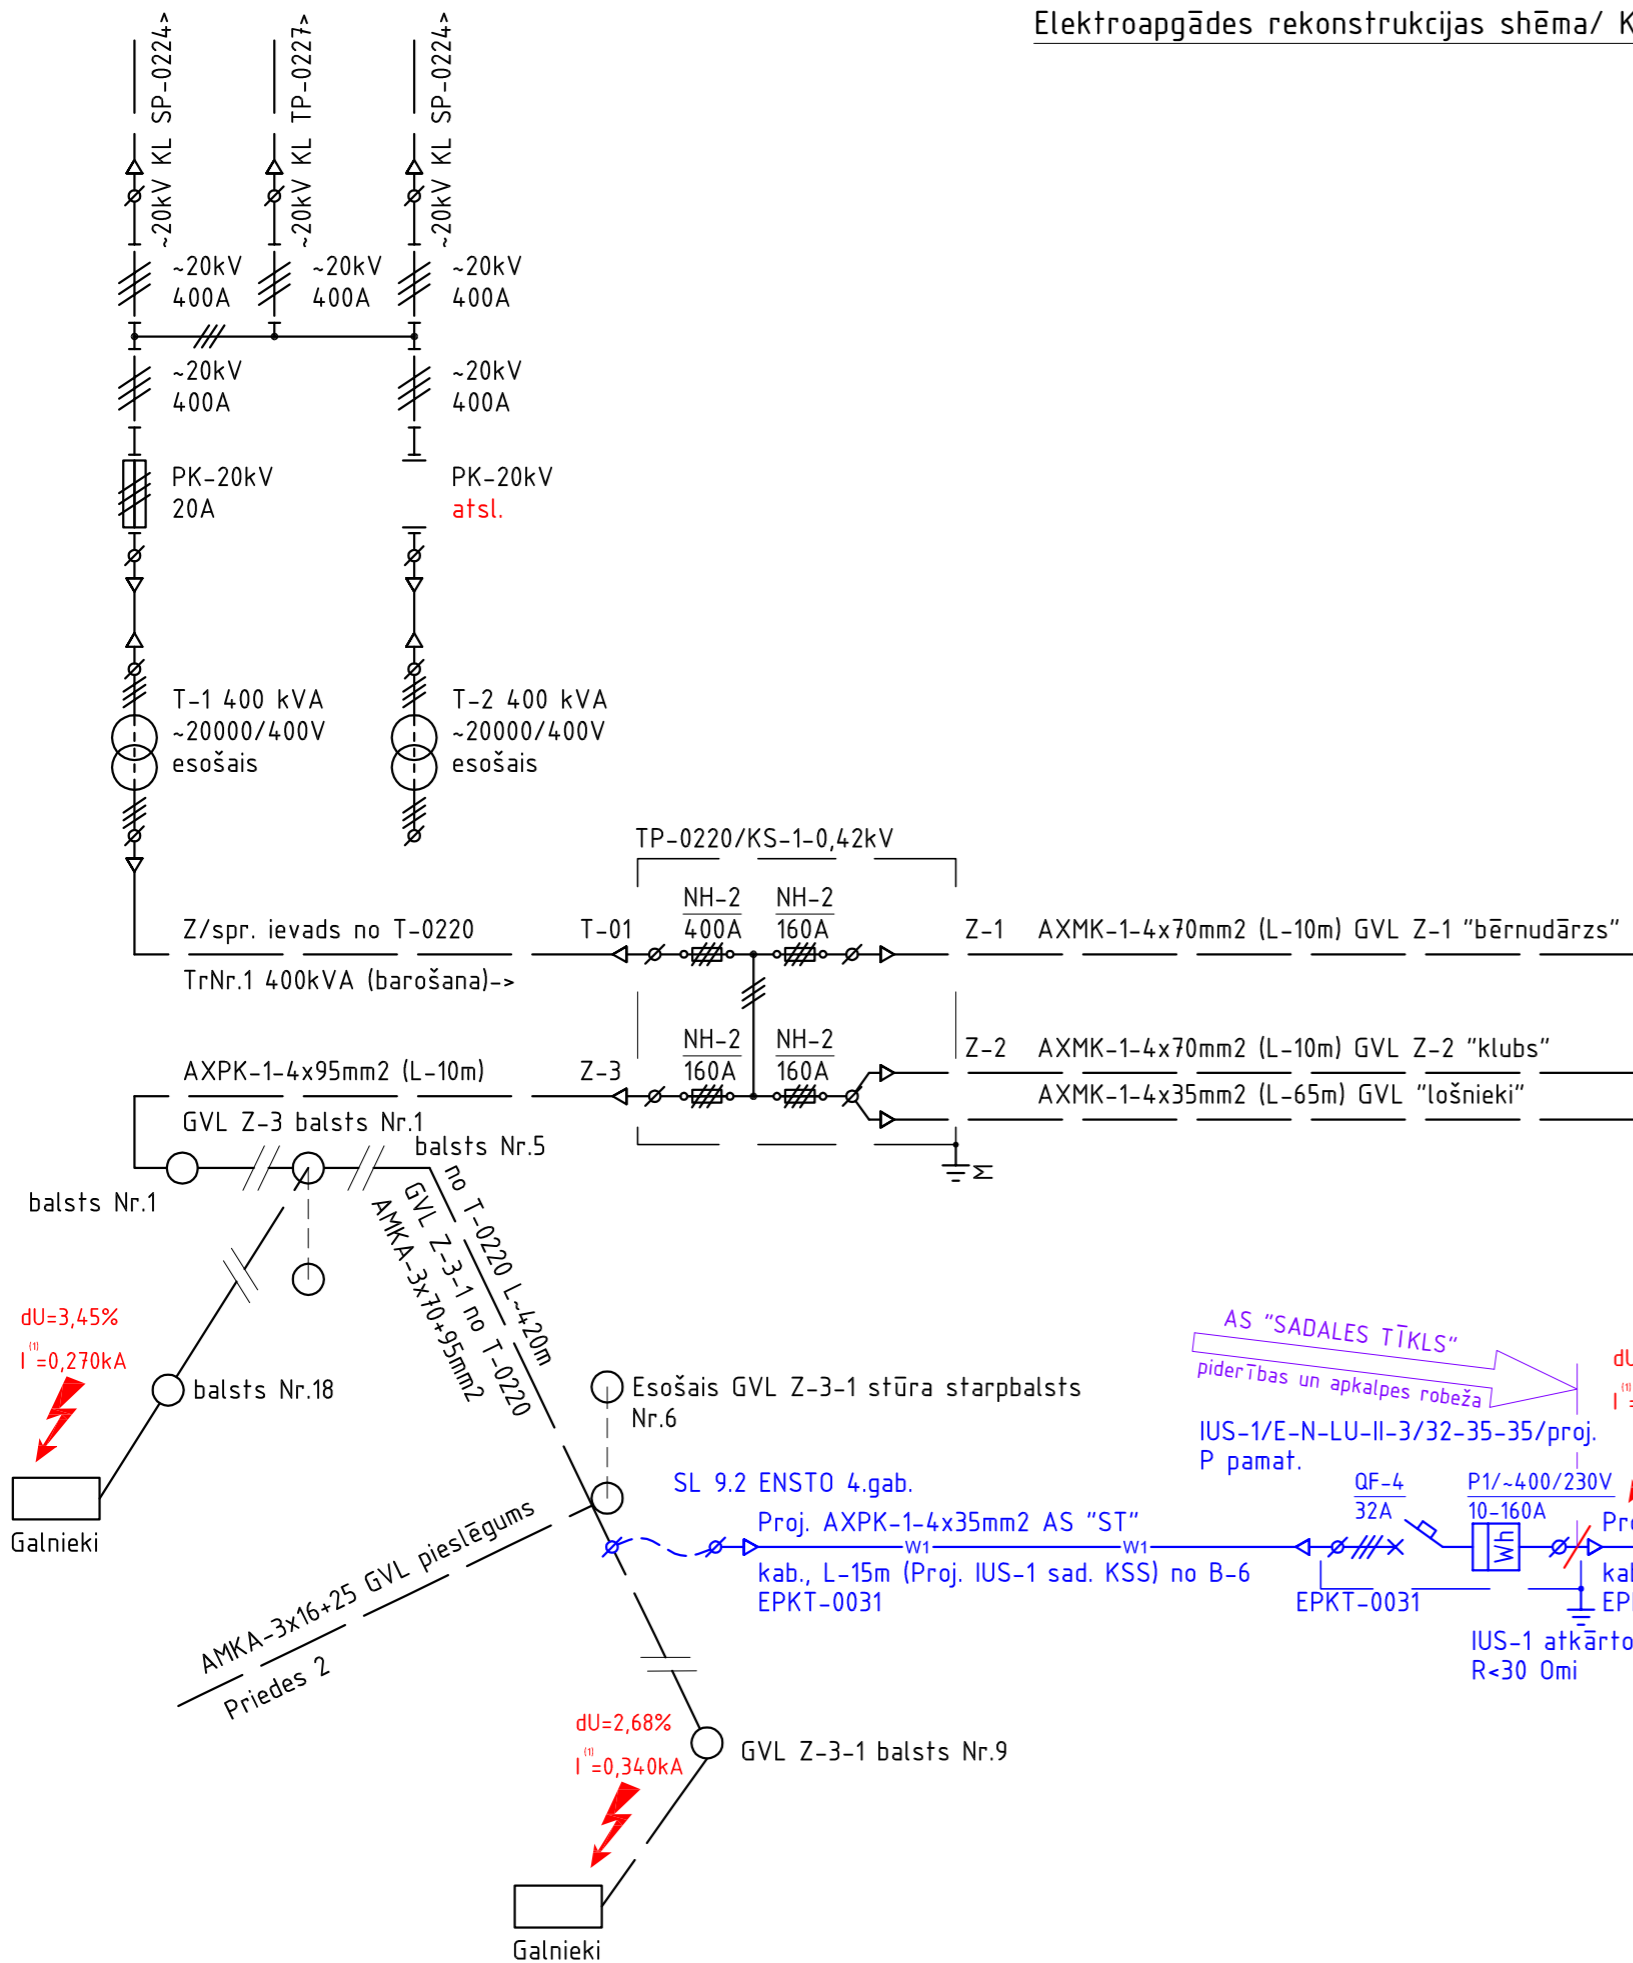 Elektroapgādes rekonstrukcijas shēma/ K
~20kV KL SP-0224>
~20kV KL TP-0227>
~20kV KL SP-0224>
~20kV
400A
~20kV
400A
~20kV
400A
~20kV
400A
~20kV
400A
PK-20kV
20A
PK-20kV
atsl.
T-1 400 kVA
~20000/400V
esošais
T-2 400 kVA
~20000/400V
esošais
TP-0220/KS-1-0,42kV
Z/spr. ievads no T-0220
T-01
NH-2
400A
NH-2
160A
Z-1
AXMK-1-4x70mm2 (L-10m) GVL Z-1 "bērnudārzs"
TrNr.1 400kVA (barošana)->
AXPK-1-4x95mm2 (L-10m)
Z-3
NH-2
160A
NH-2
160A
Z-2
AXMK-1-4x70mm2 (L-10m) GVL Z-2 "klubs"
AXMK-1-4x35mm2 (L-65m) GVL "lošnieki"
GVL Z-3 balsts Nr.1
balsts Nr.5
balsts Nr.1
no T-0220 L~420m
GVL Z-3-1 no T-0220
AMKA-3x70+95mm2
dU=3,45%
I⁽¹⁾=0,270kA
balsts Nr.18
Galnieki
Esošais GVL Z-3-1 stūra starpbalsts
Nr.6
AS "SADALES TĪKLS"
piderības un apkalpes robeža
dU
I⁽¹⁾=
IUS-1/E-N-LU-II-3/32-35-35/proj.
P pamat.
SL 9.2 ENSTO 4.gab.
QF-4
32A
P1/~400/230V
10-160A
Wh
Proj. AXPK-1-4x35mm2 AS "ST"
W1
W1
kab., L-15m (Proj. IUS-1 sad. KSS) no B-6
EPKT-0031
EPKT-0031
Pro
kab
EPK
IUS-1 atkārto
R<30 Omi
AMKA-3x16+25 GVL pieslēgums
Priedes 2
dU=2,68%
I⁽¹⁾=0,340kA
GVL Z-3-1 balsts Nr.9
Galnieki